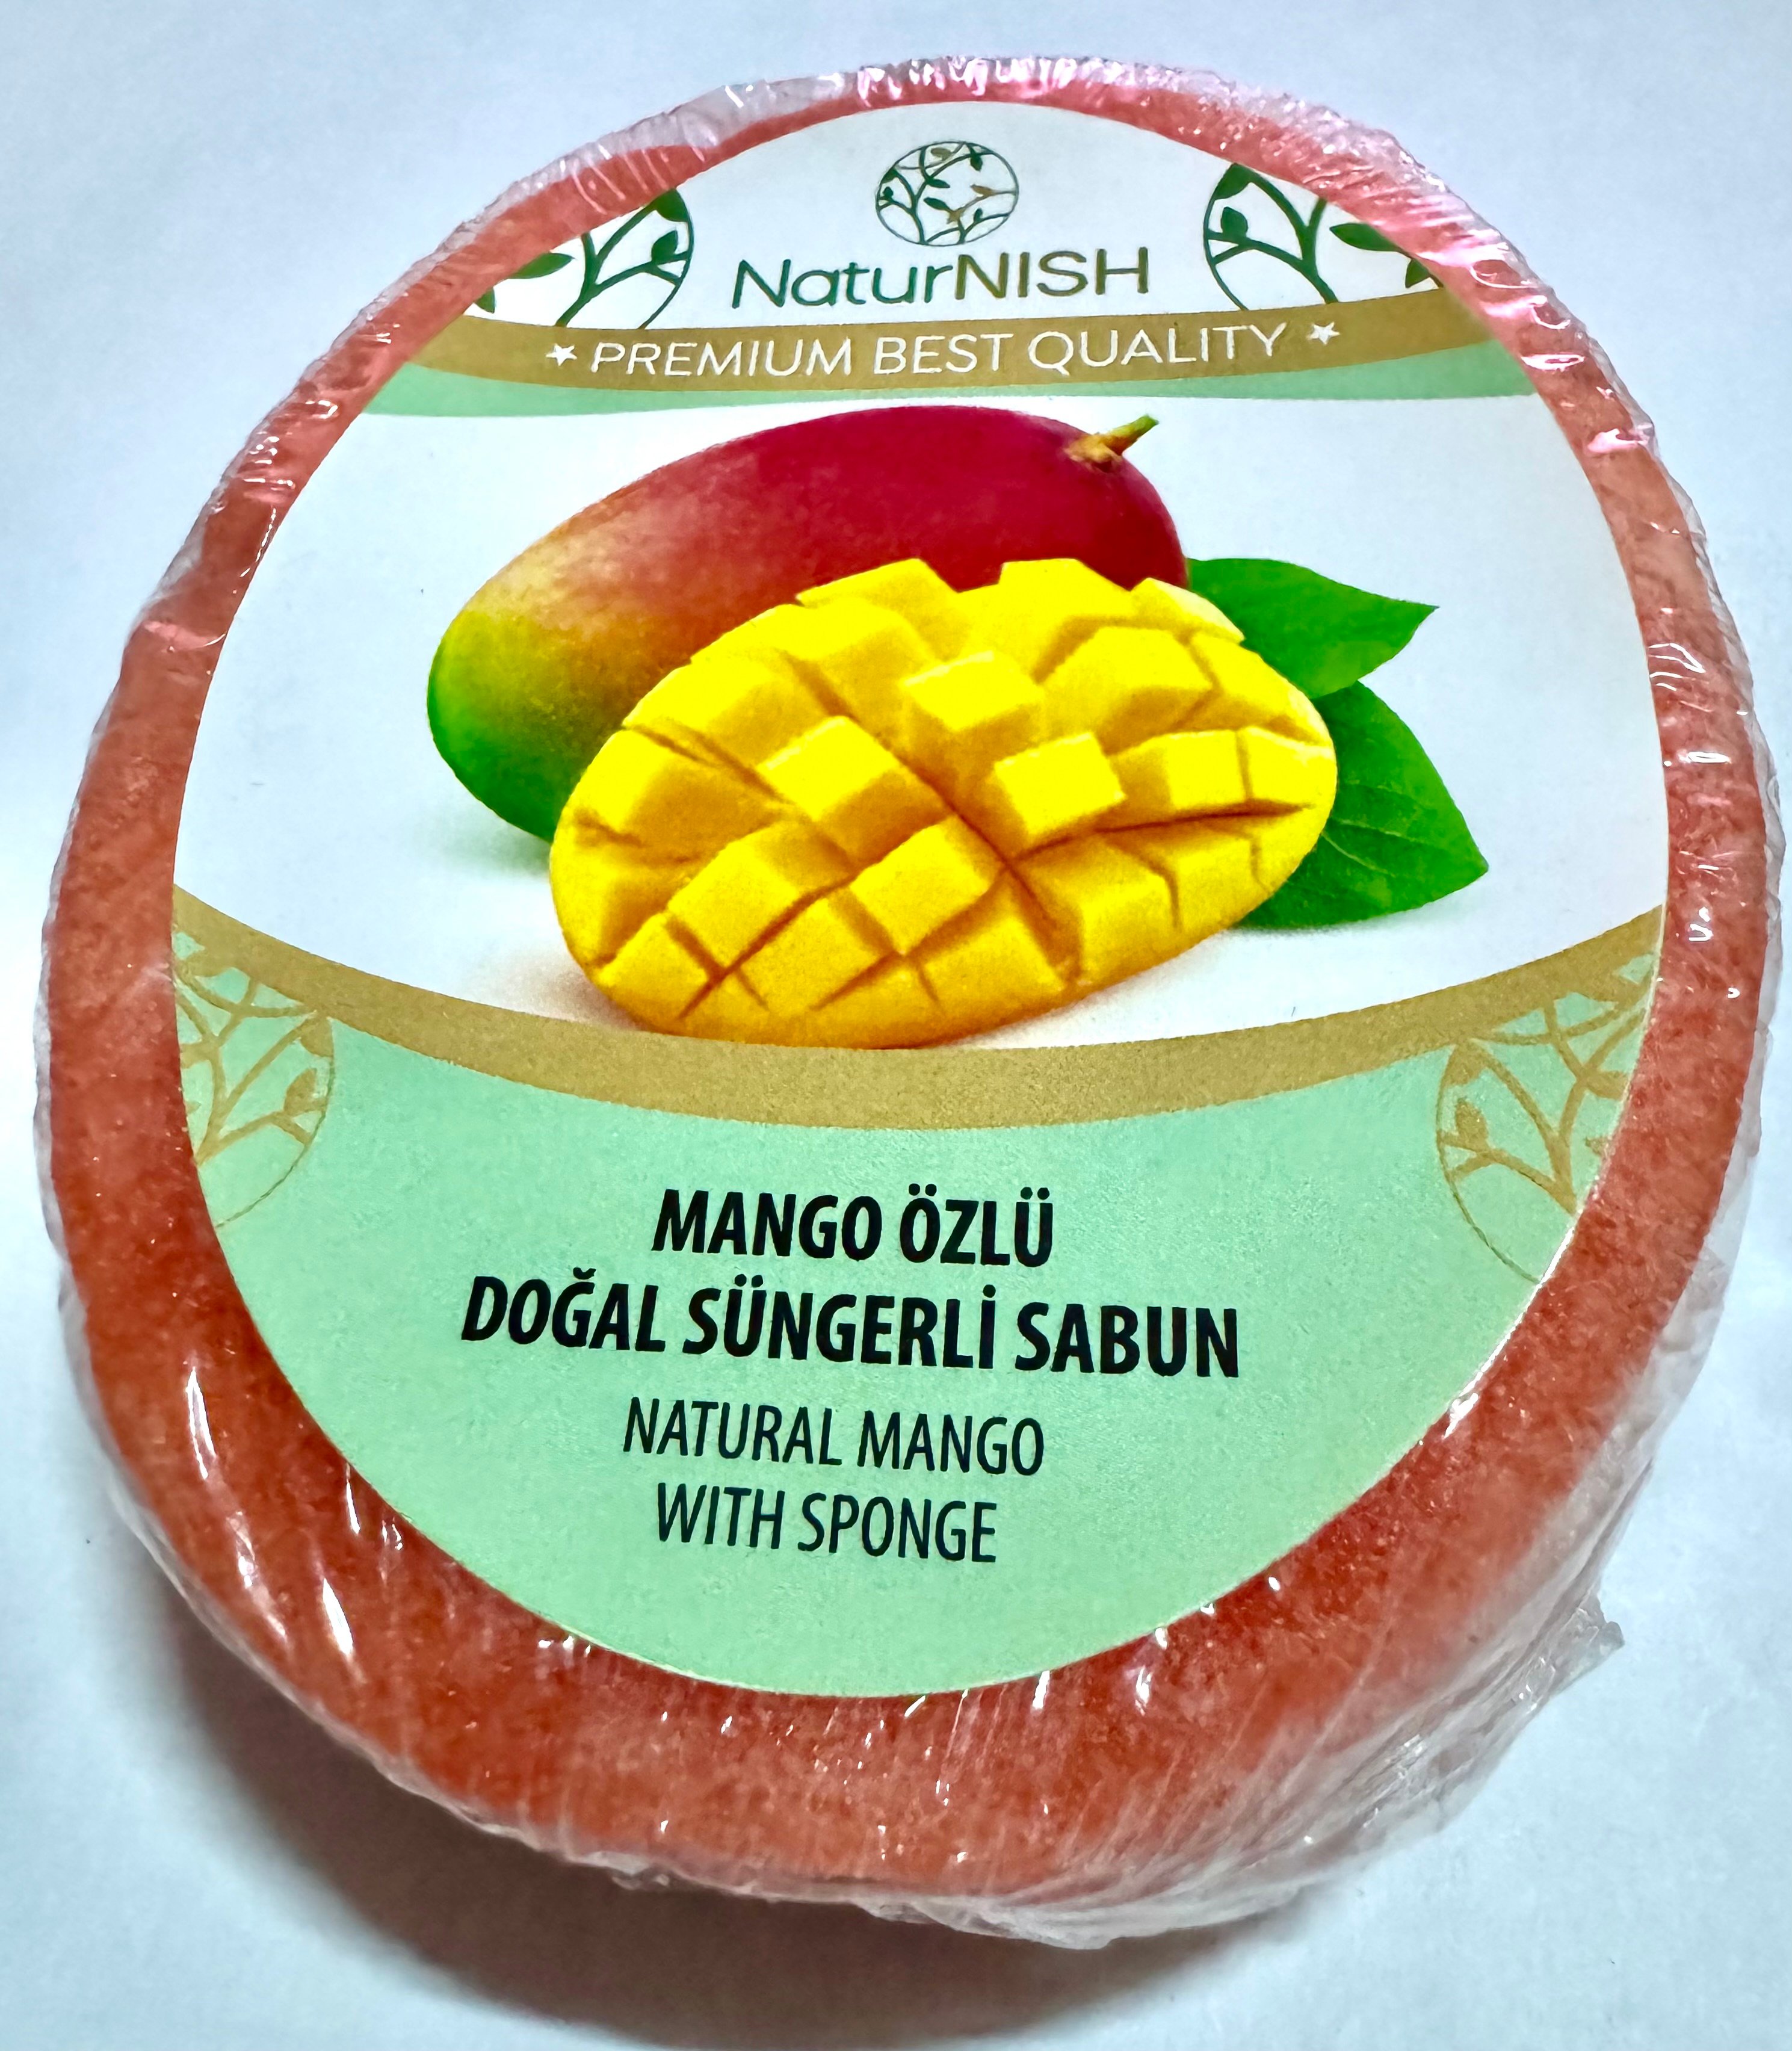 NaturNISH
★ PREMIUM BEST QUALITY ★
MANGO ÖZLÜ
DOĞAL SÜNGERLİ SABUN
NATURAL MANGO
WITH SPONGE